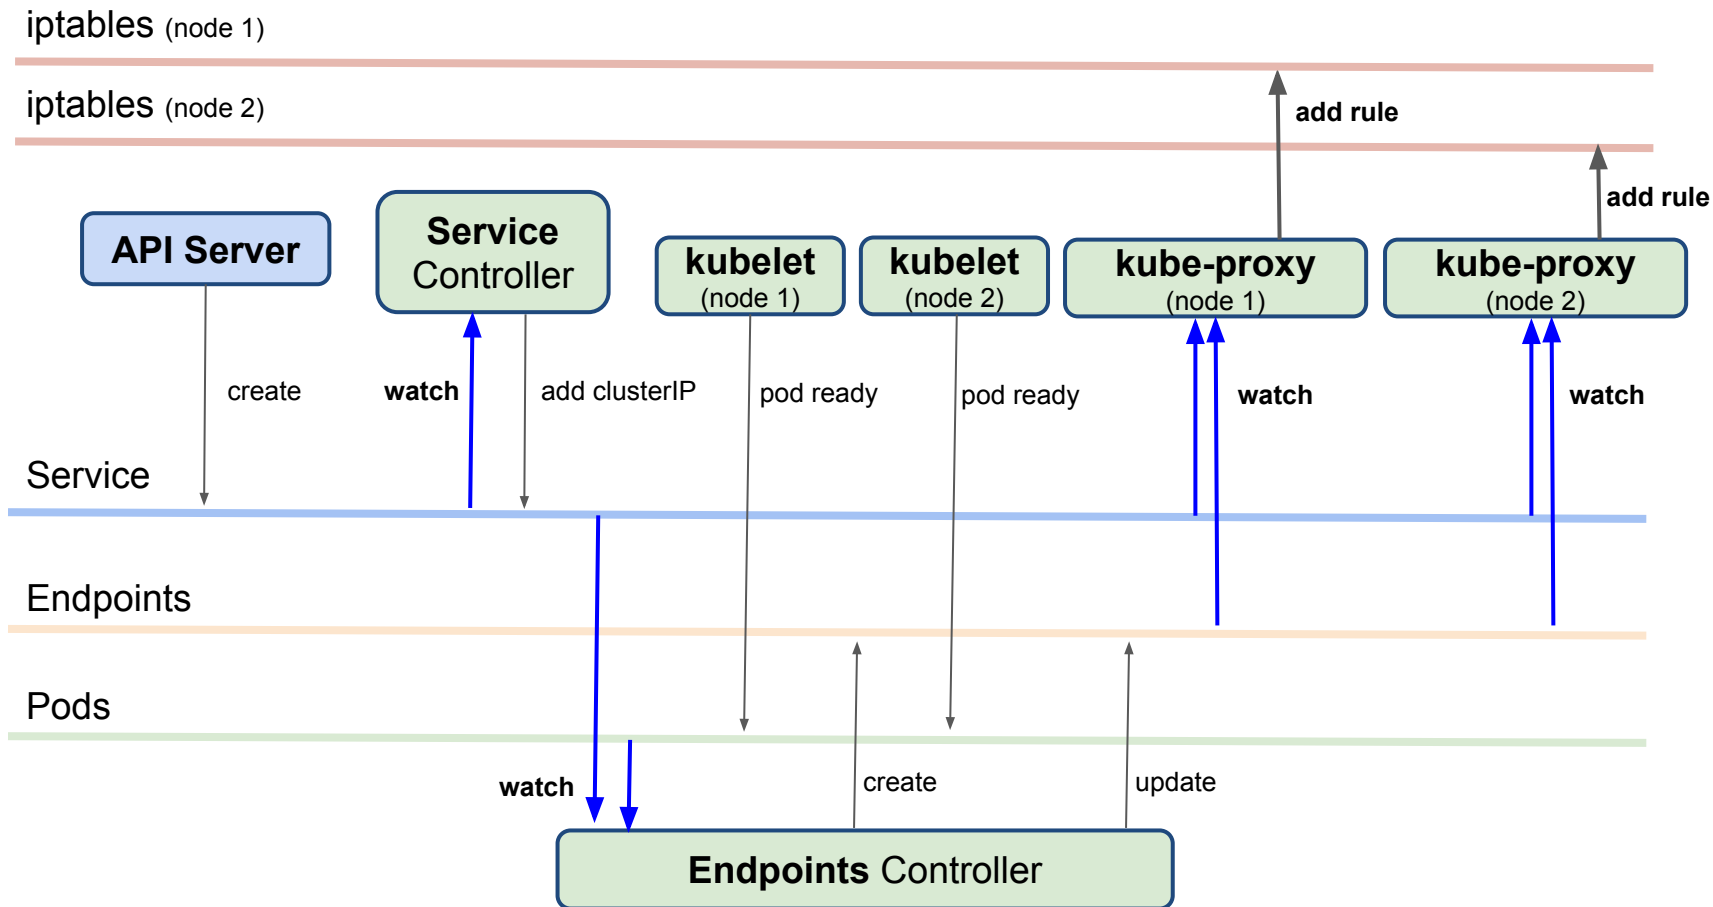 iptables (node 1)
iptables (node 2)
add rule
add rule
API Server
Service
Controller
kubelet
(node 1)
kubelet
(node 2)
kube-proxy
(node 1)
kube-proxy
(node 2)
create
watch
add clusterIP
pod ready
pod ready
watch
watch
Service
Endpoints
Pods
watch
create
update
Endpoints Controller